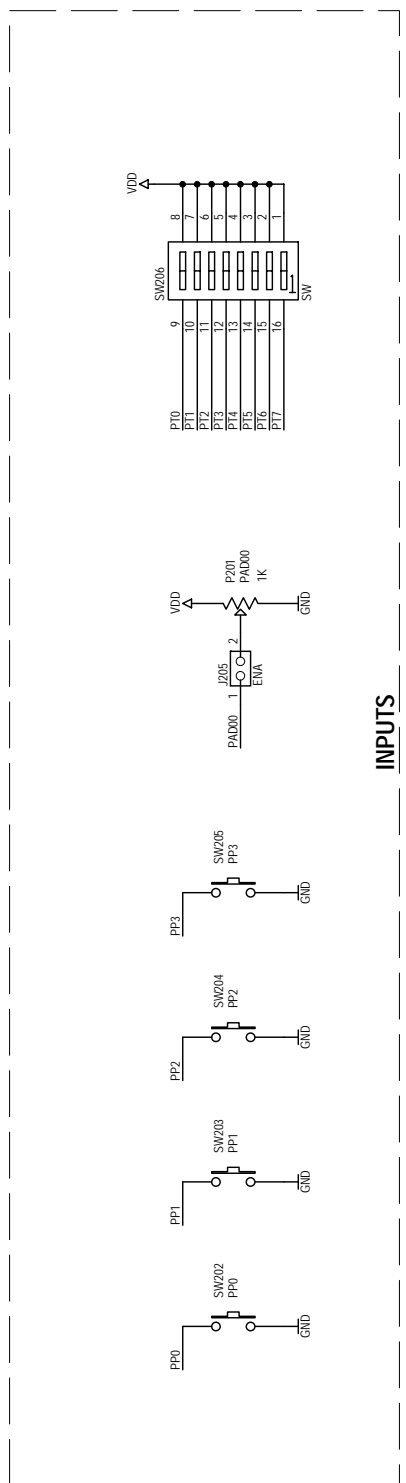 PP0
SW202
PP0
GND
PP1
SW203
PP1
GND
PP2
SW204
PP2
GND
PP3
SW205
PP3
GND
PAD00
1
J205
ENA
2
VDD
P201
PAD00
1K
GND
PT0
PT1
PT2
PT3
PT4
PT5
PT6
PT7
9
10
11
12
13
14
15
16
SW206
1
SW
8
7
6
5
4
3
2
1
VDD
INPUTS